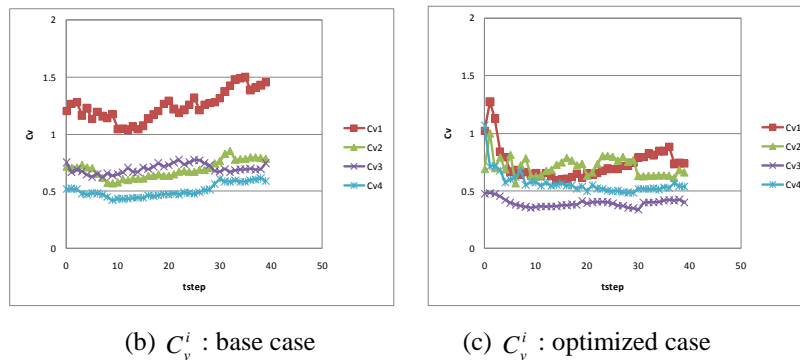 2
1.5
1
0.5
0
Cv
0 10 20 30 40 50
tstep
Cv1
Cv2
Cv3
Cv4
2
1.5
1
0.5
0
Cv
0 10 20 30 40 50
tstep
Cv1
Cv2
Cv3
Cv4
(b) C_v^i : base case
(c) C_v^i : optimized case